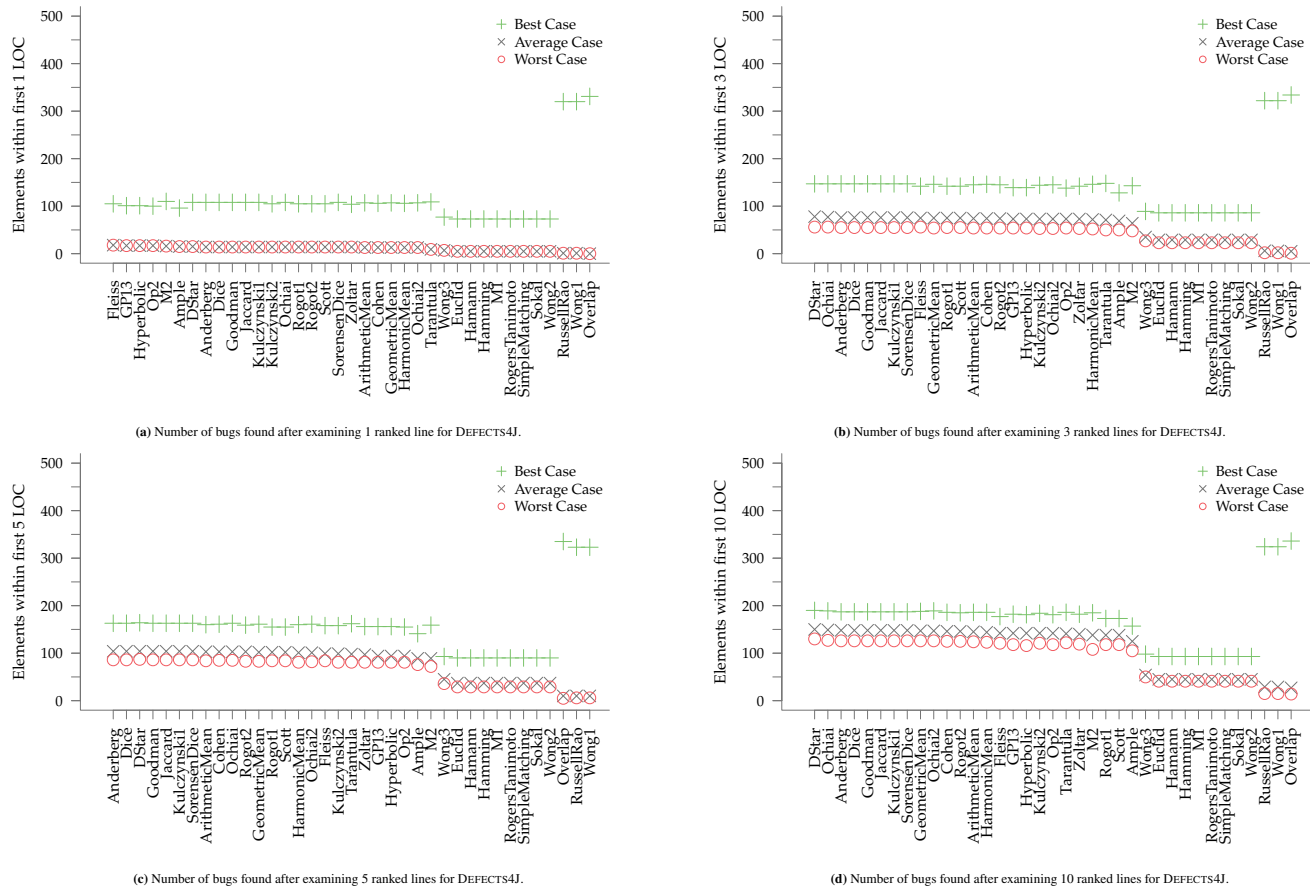 Elements within first 1 LOC
500
400
300
200
100
0
Best Case
Average Case
Worst Case
Fleiss
GP13
Hyperbolic
Op2
M2
Ample
DStar
Anderberg
Dice
Goodman
Jaccard
Kulczynski1
Kulczynski2
Ochiai
Rogot1
Rogot2
Scott
SorensenDice
Zoltar
ArithmeticMean
Cohen
GeometricMean
HarmonicMean
Ochiai2
Tarantula
Wong3
Euclid
Hamann
Hamming
M1
RogersTanimoto
SimpleMatching
Sokal
Wong2
RussellRao
Wong1
Overlap
(a) Number of bugs found after examining 1 ranked line for DEFECTS4J.
Elements within first 3 LOC
500
400
300
200
100
0
Best Case
Average Case
Worst Case
DStar
Ochiai
Anderberg
Dice
Goodman
Jaccard
Kulczynski1
SorensenDice
Fleiss
GeometricMean
Rogot1
Scott
ArithmeticMean
Cohen
Rogot2
GP13
Hyperbolic
Kulczynski2
Ochiai2
Op2
Zoltar
HarmonicMean
Tarantula
Ample
M2
Wong3
Euclid
Hamann
Hamming
M1
RogersTanimoto
SimpleMatching
Sokal
Wong2
RussellRao
Wong1
Overlap
(b) Number of bugs found after examining 3 ranked lines for DEFECTS4J.
Elements within first 5 LOC
500
400
300
200
100
0
Best Case
Average Case
Worst Case
Anderberg
Dice
DStar
Goodman
Jaccard
Kulczynski1
SorensenDice
ArithmeticMean
Cohen
Ochiai
Rogot2
GeometricMean
Rogot1
Scott
HarmonicMean
Ochiai2
Fleiss
Kulczynski2
Tarantula
Zoltar
GP13
Hyperbolic
Op2
Ample
M2
Wong3
Euclid
Hamann
Hamming
M1
RogersTanimoto
SimpleMatching
Sokal
Wong2
Overlap
RussellRao
Wong1
(c) Number of bugs found after examining 5 ranked lines for DEFECTS4J.
Elements within first 10 LOC
500
400
300
200
100
0
Best Case
Average Case
Worst Case
DStar
Ochiai
Anderberg
Dice
Goodman
Jaccard
Kulczynski1
SorensenDice
GeometricMean
Ochiai2
Cohen
Rogot2
ArithmeticMean
HarmonicMean
Fleiss
GP13
Hyperbolic
Kulczynski2
Op2
Tarantula
Zoltar
M2
Rogot1
Scott
Ample
Wong3
Euclid
Hamann
Hamming
M1
RogersTanimoto
SimpleMatching
Sokal
Wong2
RussellRao
Wong1
Overlap
(d) Number of bugs found after examining 10 ranked lines for DEFECTS4J.